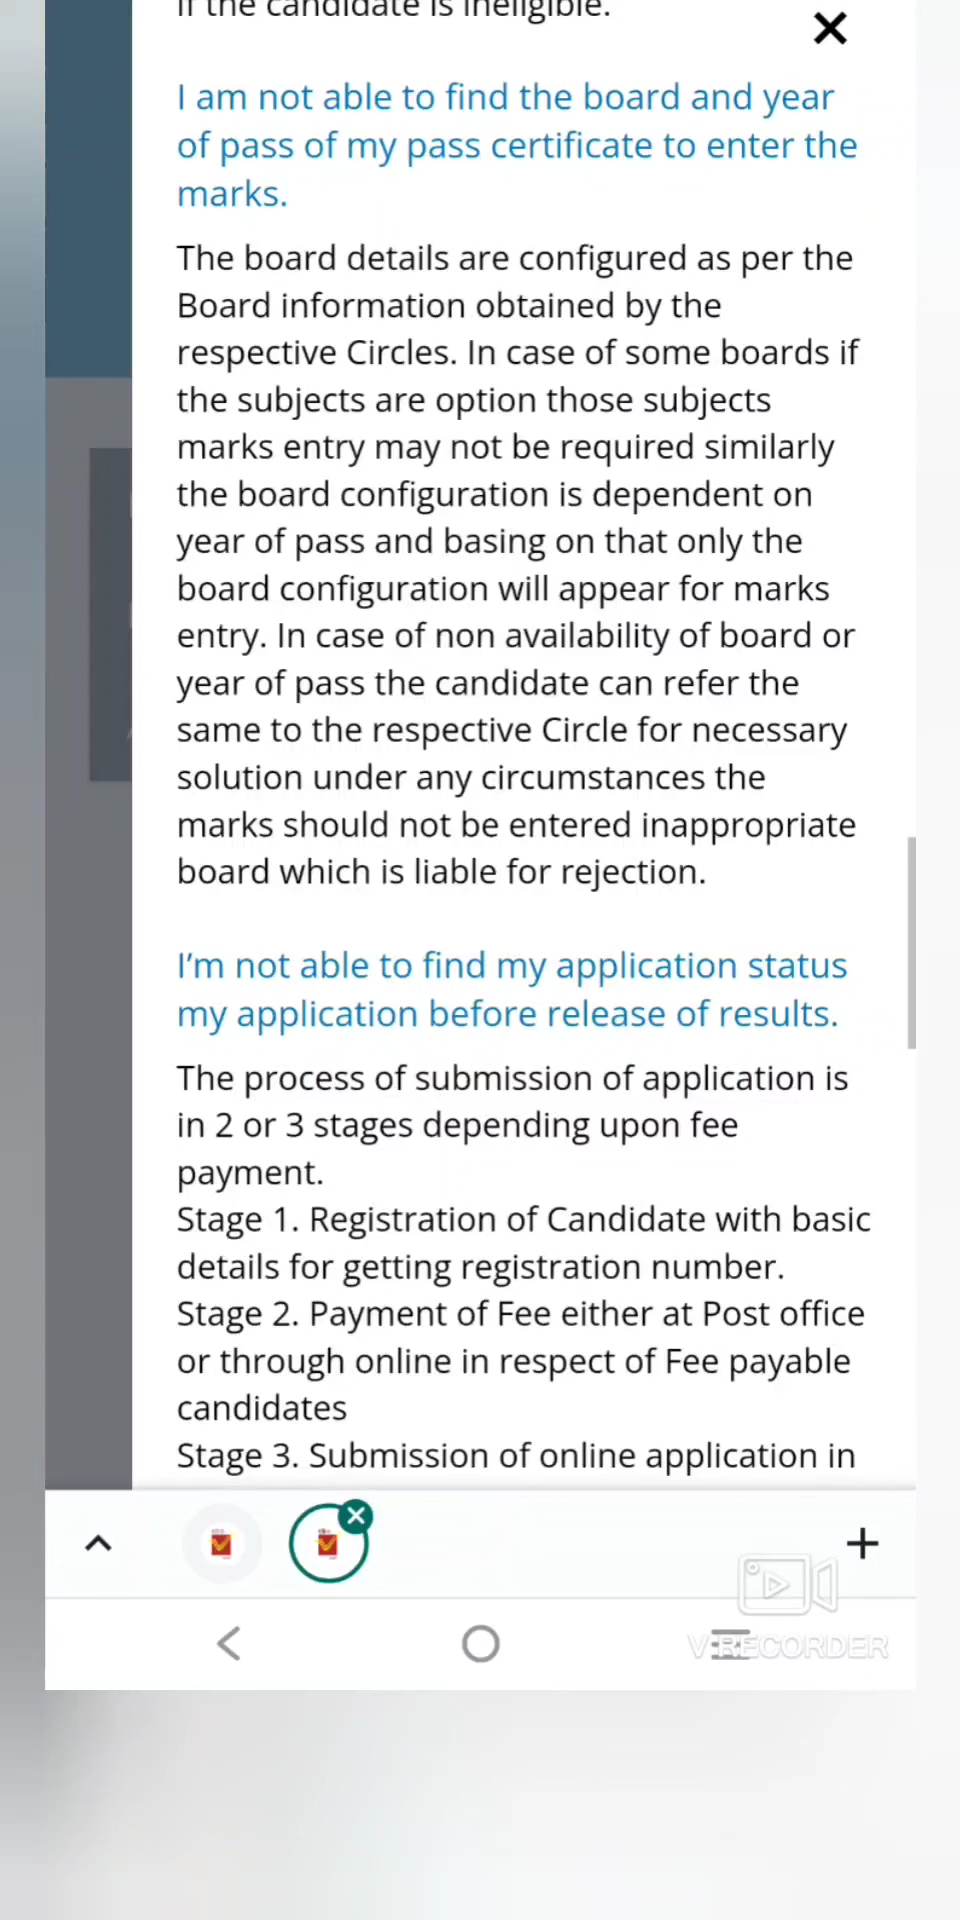 if the candidate is ineligible.
I am not able to find the board and year
of pass of my pass certificate to enter the
marks.
The board details are configured as per the
Board information obtained by the
respective Circles. In case of some boards if
the subjects are option those subjects
marks entry may not be required similarly
the board configuration is dependent on
year of pass and basing on that only the
board configuration will appear for marks
entry. In case of non availability of board or
year of pass the candidate can refer the
same to the respective Circle for necessary
solution under any circumstances the
marks should not be entered inappropriate
board which is liable for rejection.
I'm not able to find my application status
my application before release of results.
The process of submission of application is
in 2 or 3 stages depending upon fee
payment.
Stage 1. Registration of Candidate with basic
details for getting registration number.
Stage 2. Payment of Fee either at Post office
or through online in respect of Fee payable
candidates
Stage 3. Submission of online application in
V RECORDER